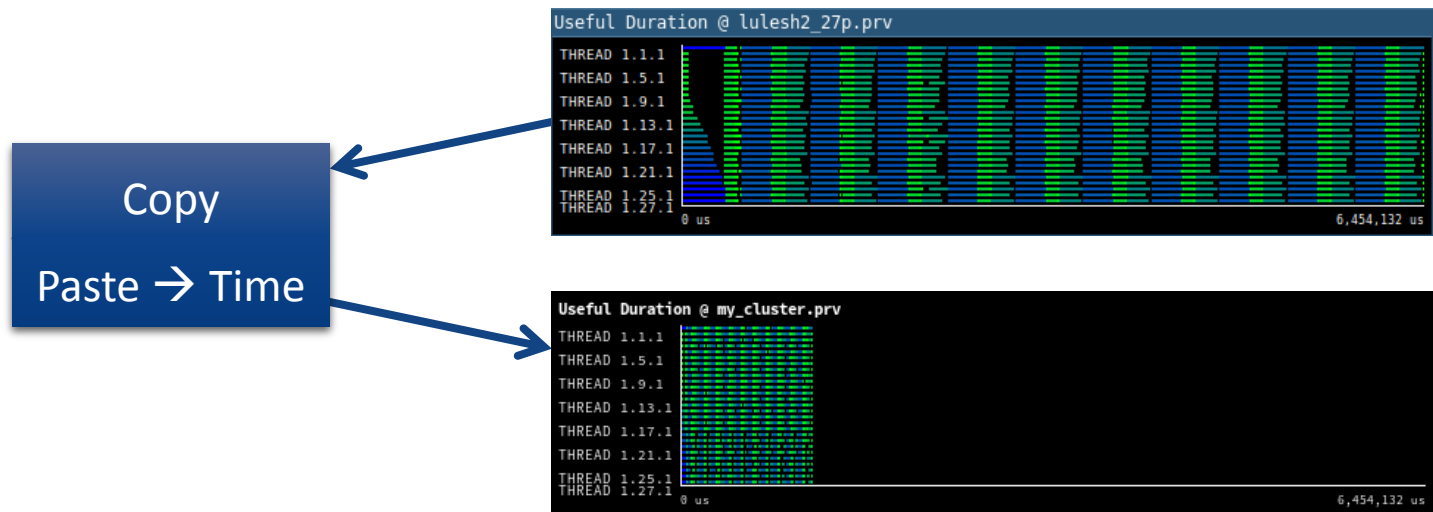 Useful Duration @ lulesh2_27p.prv
THREAD 1.1.1
THREAD 1.5.1
THREAD 1.9.1
THREAD 1.13.1
THREAD 1.17.1
THREAD 1.21.1
THREAD 1.25.1
THREAD 1.27.1
0 us
6,454,132 us
Copy
Paste → Time
Useful Duration @ my_cluster.prv
THREAD 1.1.1
THREAD 1.5.1
THREAD 1.9.1
THREAD 1.13.1
THREAD 1.17.1
THREAD 1.21.1
THREAD 1.25.1
THREAD 1.27.1
0 us
6,454,132 us